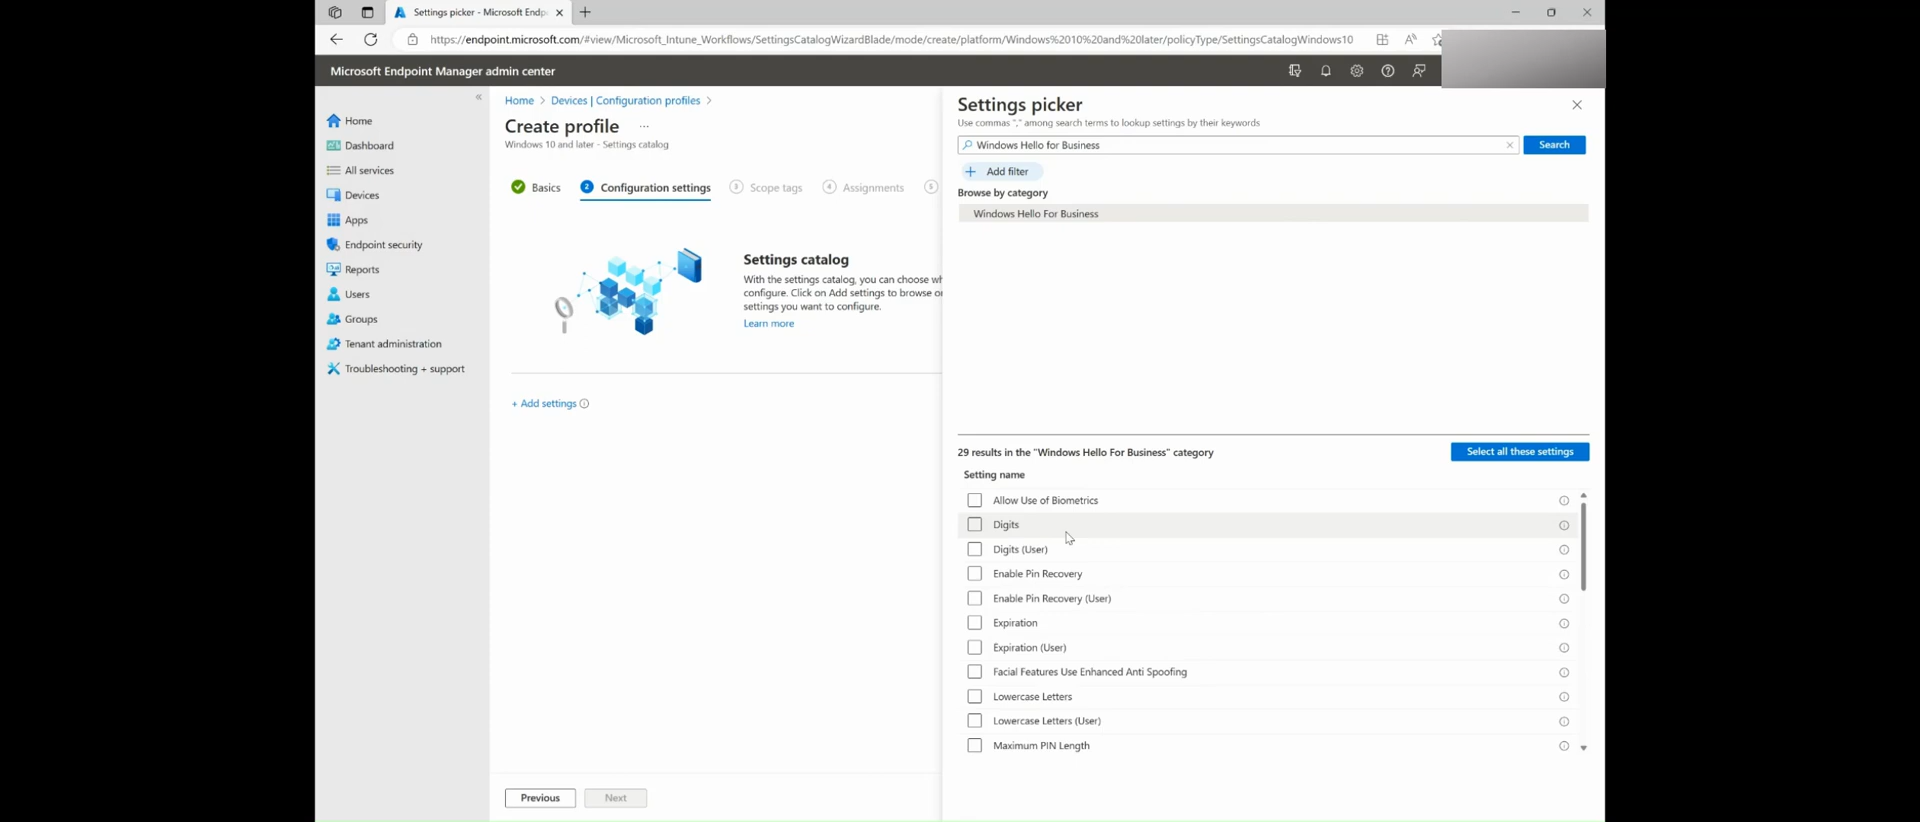 Settings picker - Microsoft Endp
https://endpoint.microsoft.com/#view/Microsoft_Intune_Workflows/SettingsCatalogWizardBlade/mode/create/platform/Windows%2010%20and%20later/policyType/SettingsCatalogWindows10
Microsoft Endpoint Manager admin center
Home
Dashboard
All services
Devices
Apps
Endpoint security
Reports
Users
Groups
Tenant administration
Troubleshooting + support
Home > Devices | Configuration profiles >
Create profile ...
Windows 10 and later - Settings catalog
Basics
2 Configuration settings
3 Scope tags
4 Assignments
5
Settings catalog
With the settings catalog, you can choose wh
configure. Click on Add settings to browse or
settings you want to configure.
Learn more
+ Add settings
Previous
Next
Settings picker
Use commas "," among search terms to lookup settings by their keywords
Windows Hello for Business
Search
+ Add filter
Browse by category
Windows Hello For Business
29 results in the "Windows Hello For Business" category
Select all these settings
Setting name
Allow Use of Biometrics
Digits
Digits (User)
Enable Pin Recovery
Enable Pin Recovery (User)
Expiration
Expiration (User)
Facial Features Use Enhanced Anti Spoofing
Lowercase Letters
Lowercase Letters (User)
Maximum PIN Length